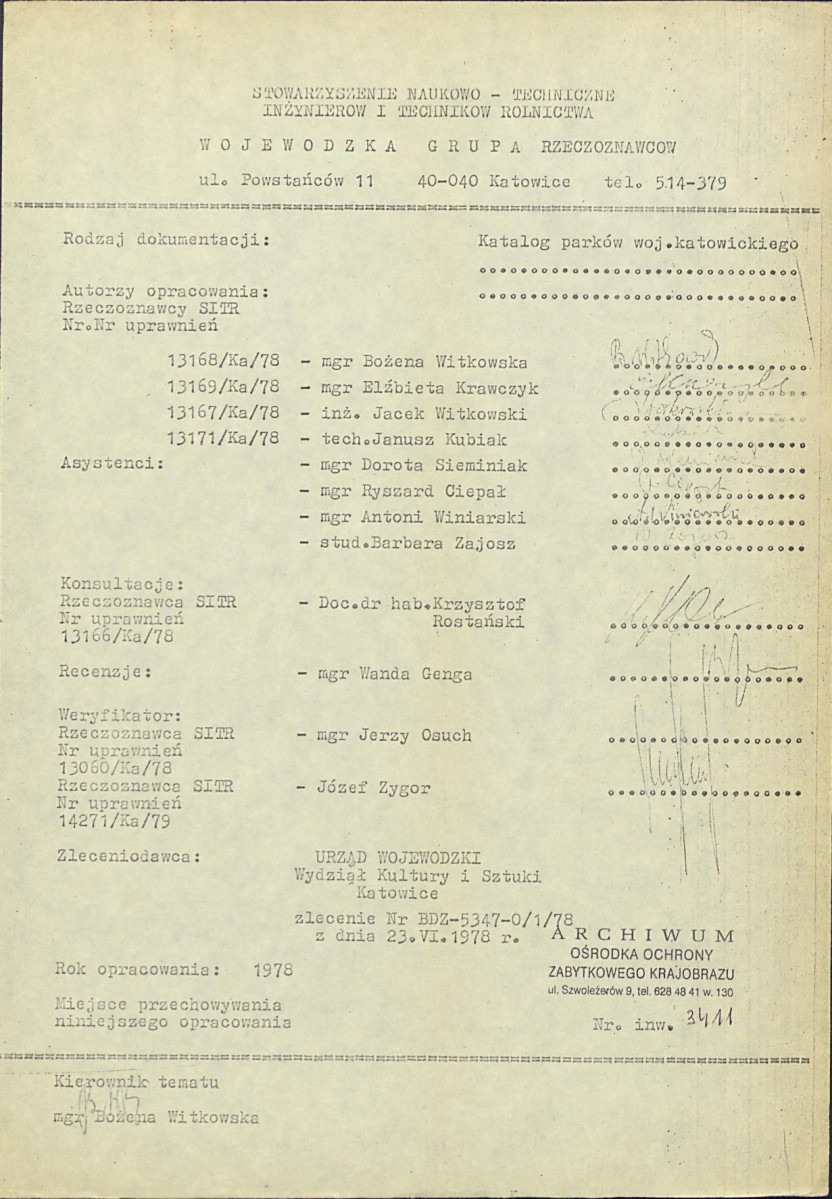 STOWARZYSZENIE NAUKOWO - TECHNICZNE
INŻYNIEROW I TECHNIKOW ROLNICTWA
W O J E W O D Z K A G R U P A RZECZOZNAWCOW
ul. Powstańców 11 40-040 Katowice tel. 514-379
Rodzaj dokumentacji: Katalog parków woj.katowickiego
Autorzy opracowania:
Rzeczoznawcy SITR
Nr.Nr uprawnień
13168/Ka/78 - mgr Bożena Witkowska
13169/Ka/78 - mgr Elżbieta Krawczyk
13167/Ka/78 - inż. Jacek Witkowski
13171/Ka/78 - tech.Janusz Kubiak
Asystenci: - mgr Dorota Sieminiak
- mgr Ryszard Ciepał
- mgr Antoni Winiarski
- stud.Barbara Zajosz
Konsultacje:
Rzeczoznawca SITR - Doc.dr hab.Krzysztof
Nr uprawnień Rostański
13166/Ka/78
Recenzje: - mgr Wanda Genga
Weryfikator:
Rzeczoznawca SITR - mgr Jerzy Osuch
Nr uprawnień
13060/Ka/78
Rzeczoznawca SITR - Józef Zygor
Nr uprawnień
14271/Ka/79
Zleceniodawca: URZĄD WOJEWODZKI
Wydział Kultury i Sztuki
Katowice
zlecenie Nr BDZ-5347-0/1/78
z dnia 23.VI.1978 r.
ARCHIWUM
OŚRODKA OCHRONY
ZABYTKOWEGO KRAJOBRAZU
ul. Szwoleżerów 9, tel. 628 48 41 w. 130
Rok opracowania: 1978
Miejsce przechowywania
niniejszego opracowania
Nr. inw. 3411
Kierownik tematu
mgr Bożena Witkowska